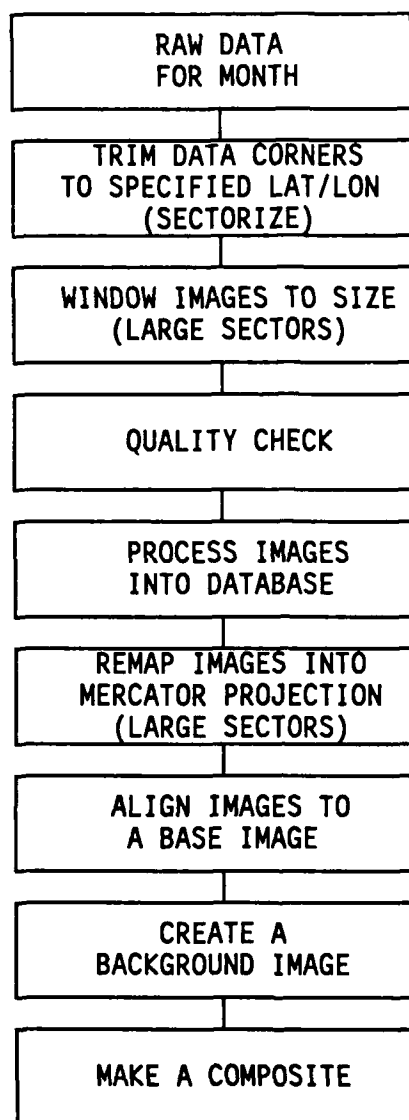 RAW DATA
FOR MONTH
TRIM DATA CORNERS
TO SPECIFIED LAT/LON
(SECTORIZE)
WINDOW IMAGES TO SIZE
(LARGE SECTORS)
QUALITY CHECK
PROCESS IMAGES
INTO DATABASE
REMAP IMAGES INTO
MERCATOR PROJECTION
(LARGE SECTORS)
ALIGN IMAGES TO
A BASE IMAGE
CREATE A
BACKGROUND IMAGE
MAKE A COMPOSITE